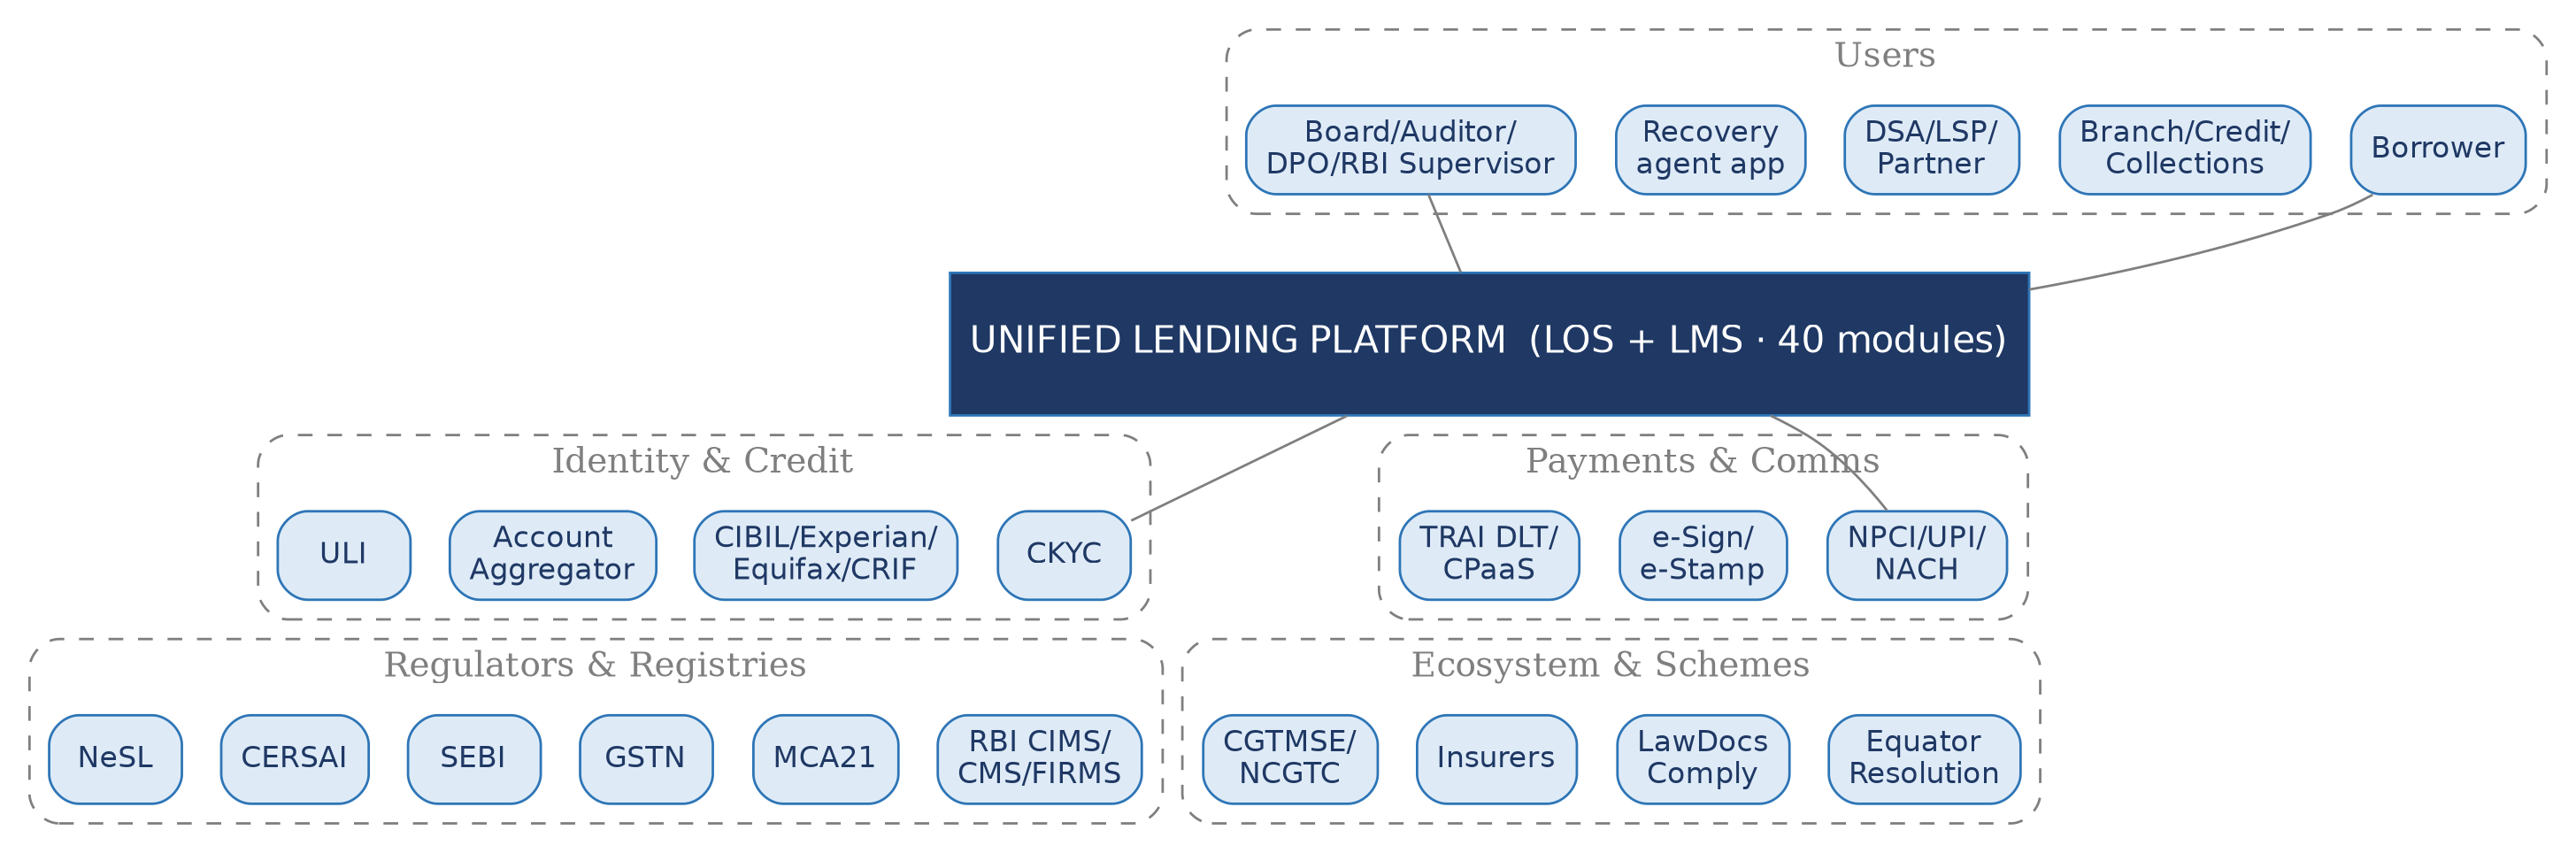 Users
Board/Auditor/
DPO/RBI Supervisor
Recovery
agent app
DSA/LSP/
Partner
Branch/Credit/
Collections
Borrower
UNIFIED LENDING PLATFORM  (LOS + LMS · 40 modules)
Identity & Credit
ULI
Account
Aggregator
CIBIL/Experian/
Equifax/CRIF
CKYC
Payments & Comms
TRAI DLT/
CPaaS
e-Sign/
e-Stamp
NPCI/UPI/
NACH
Regulators & Registries
NeSL
CERSAI
SEBI
GSTN
MCA21
RBI CIMS/
CMS/FIRMS
Ecosystem & Schemes
CGTMSE/
NCGTC
Insurers
LawDocs
Comply
Equator
Resolution